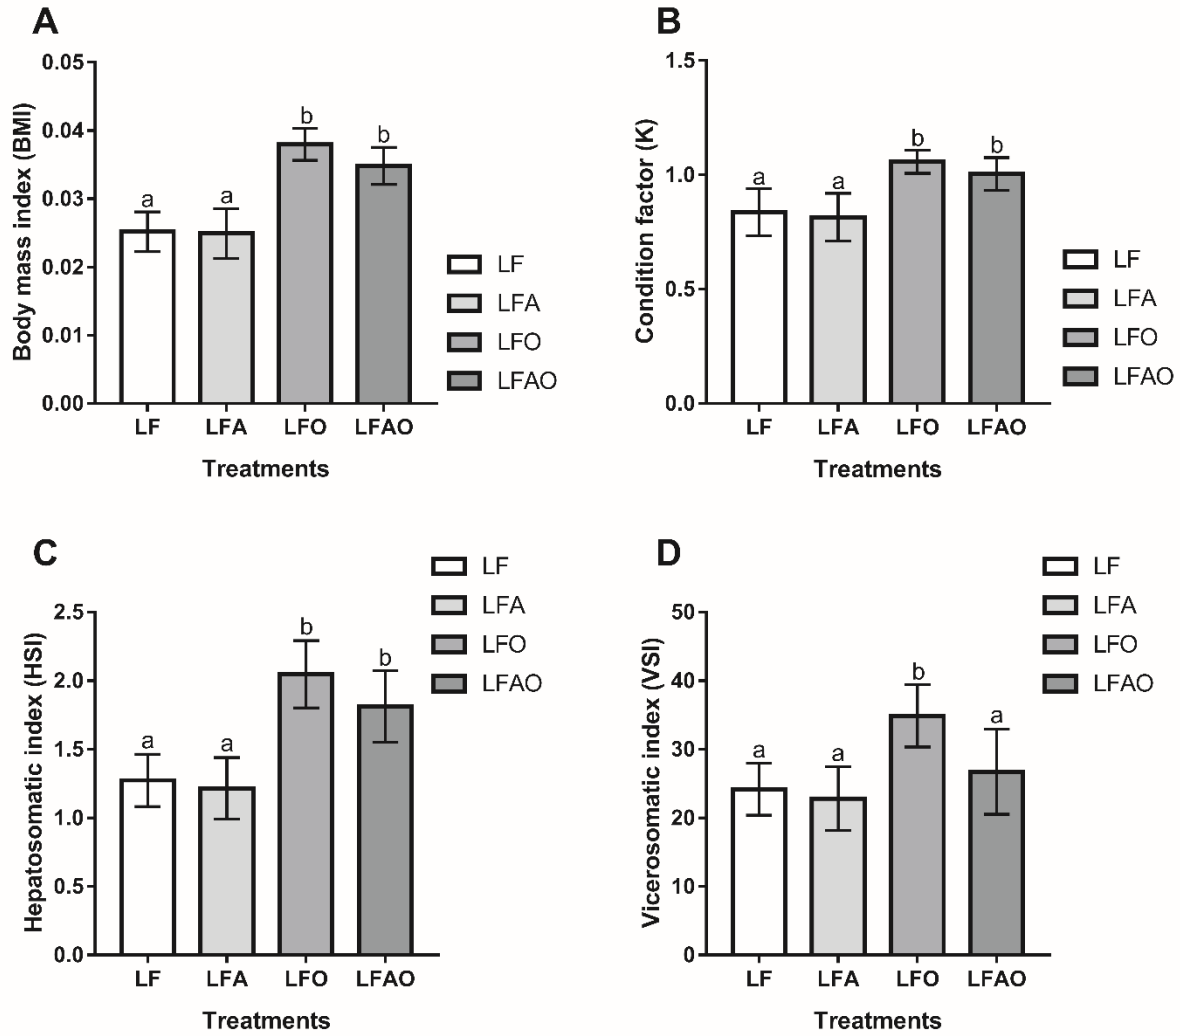 A
Body mass index (BMI)
0.05
0.04
0.03
0.02
0.01
0.00
a
a
b
b
LF
LFA
LFO
LFAO
Treatments
LF
LFA
LFO
LFAO
B
Condition factor (K)
1.5
1.0
0.5
0.0
a
a
b
b
LF
LFA
LFO
LFAO
Treatments
LF
LFA
LFO
LFAO
C
Hepatosomatic index (HSI)
2.5
2.0
1.5
1.0
0.5
0.0
a
a
b
b
LF
LFA
LFO
LFAO
Treatments
LF
LFA
LFO
LFAO
D
Vicerosomatic index (VSI)
50
40
30
20
10
0
a
a
b
a
LF
LFA
LFO
LFAO
Treatments
LF
LFA
LFO
LFAO